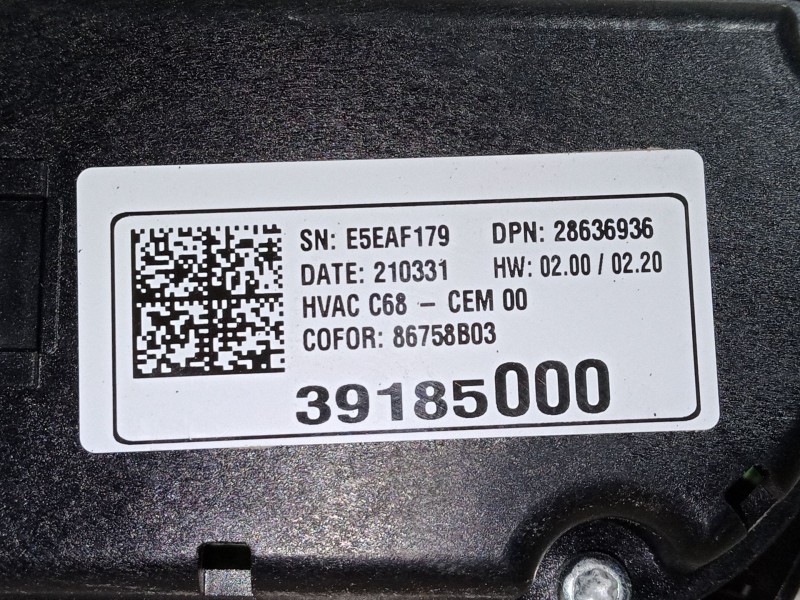 SN: E5EAF179 DPN: 28636936
DATE: 210331 HW: 02.00 / 02.20
HVAC C68 - CEM 00
COFOR: 86758B03
39185000